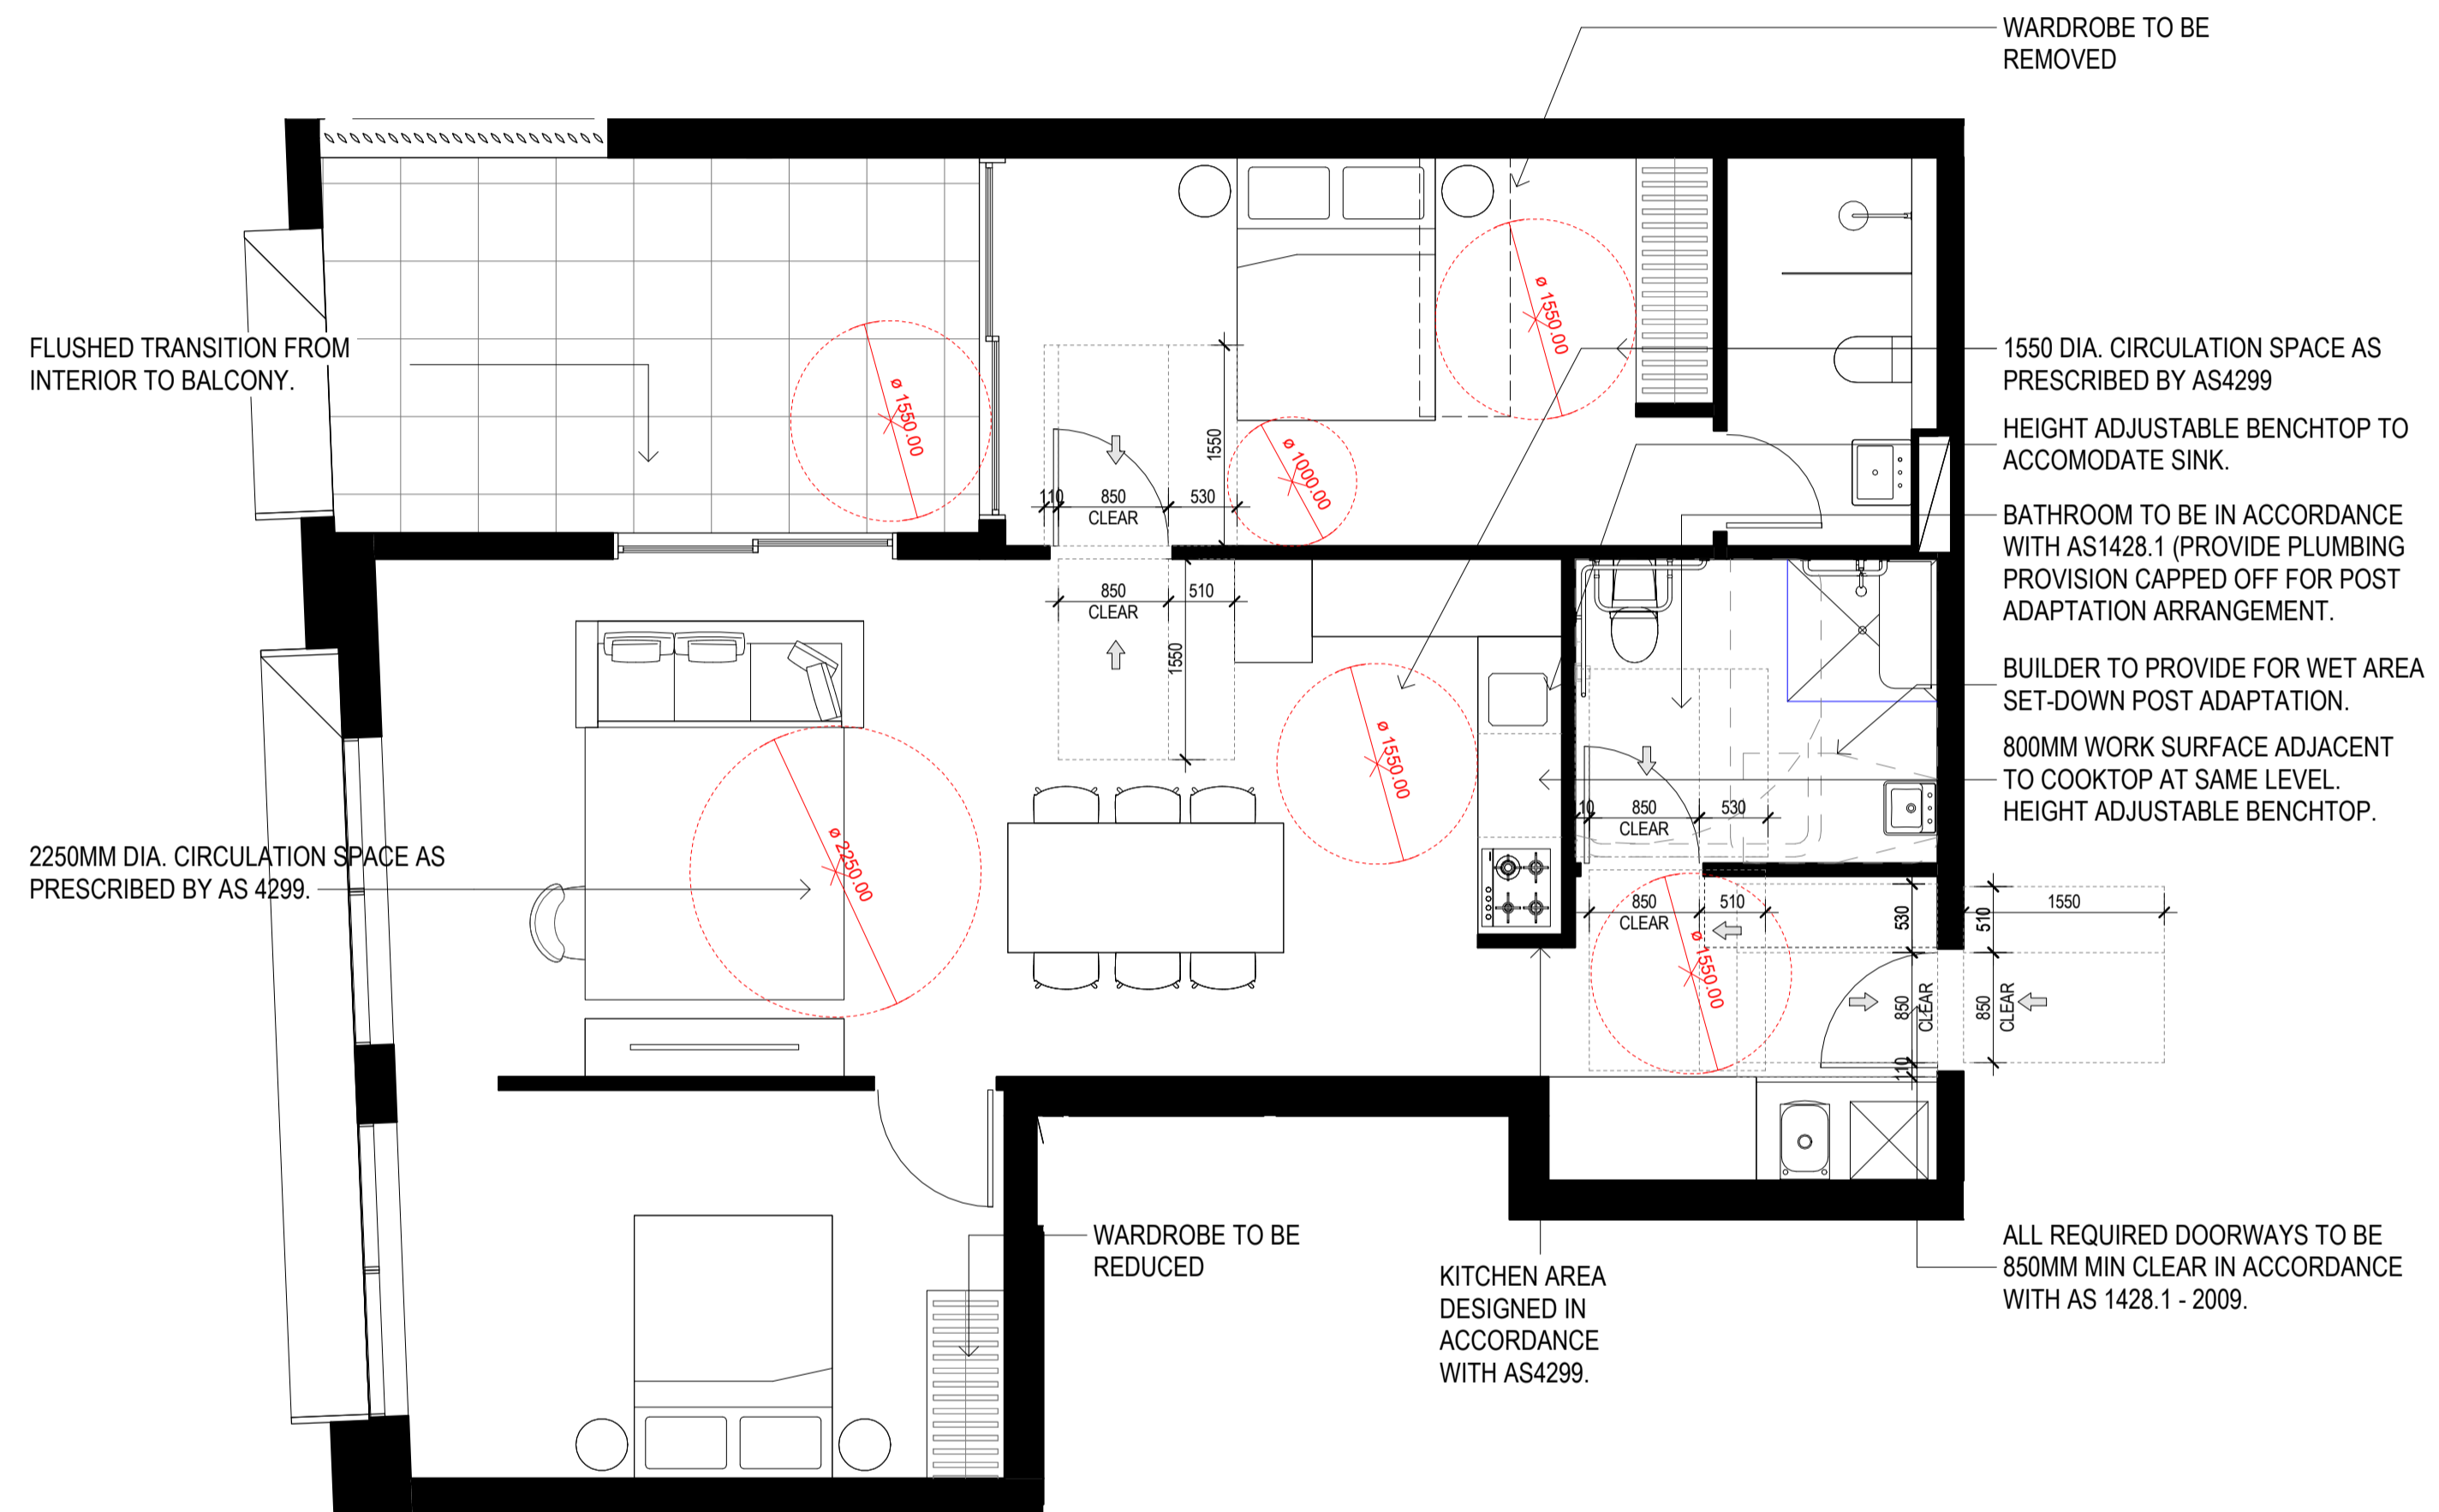 WARDROBE TO BE
REMOVED
FLUSHED TRANSITION FROM
INTERIOR TO BALCONY.
ø 1550.00
ø 1550.00
ø 1000.00
1550
110
850
530
CLEAR
1550 DIA. CIRCULATION SPACE AS
PRESCRIBED BY AS4299
HEIGHT ADJUSTABLE BENCHTOP TO
ACCOMODATE SINK.
BATHROOM TO BE IN ACCORDANCE
WITH AS1428.1 (PROVIDE PLUMBING
PROVISION CAPPED OFF FOR POST
ADAPTATION ARRANGEMENT.
BUILDER TO PROVIDE FOR WET AREA
SET-DOWN POST ADAPTATION.
800MM WORK SURFACE ADJACENT
TO COOKTOP AT SAME LEVEL.
HEIGHT ADJUSTABLE BENCHTOP.
850
510
CLEAR
1550
ø 1550.00
ø 2250.00
2250MM DIA. CIRCULATION SPACE AS
PRESCRIBED BY AS 4299.
110
850
530
CLEAR
850
510
CLEAR
ø 1550.00
530
510
1550
850
CLEAR
850
CLEAR
110
WARDROBE TO BE
REDUCED
KITCHEN AREA
DESIGNED IN
ACCORDANCE
WITH AS4299.
ALL REQUIRED DOORWAYS TO BE
850MM MIN CLEAR IN ACCORDANCE
WITH AS 1428.1 - 2009.